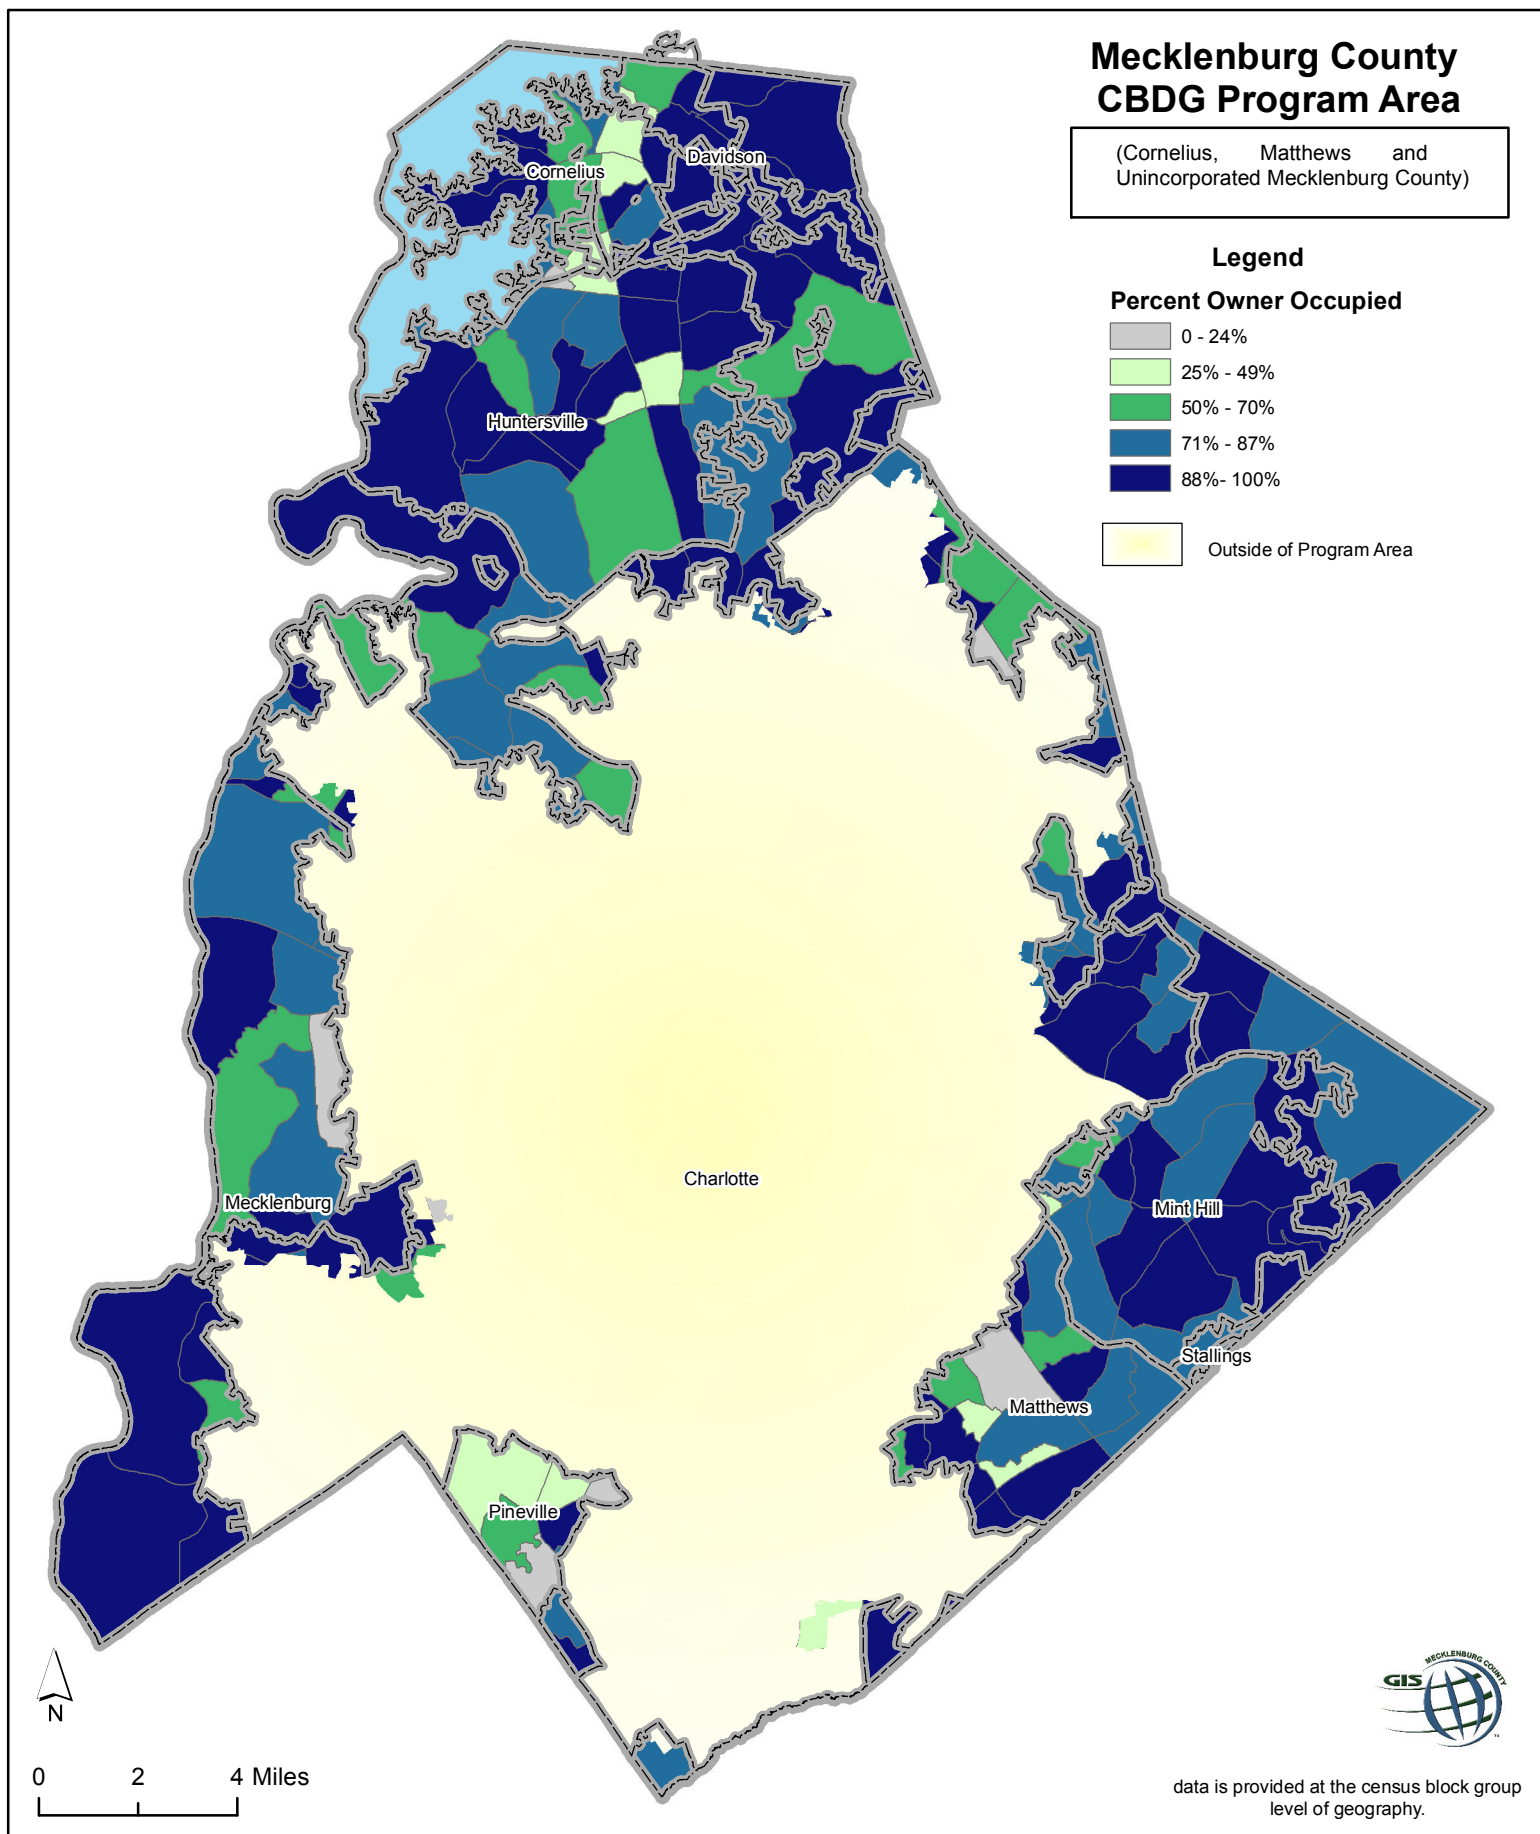 Mecklenburg County
CBDG Program Area
(Cornelius, Matthews and
Unincorporated Mecklenburg County)
Legend
Percent Owner Occupied
0 - 24%
25% - 49%
50% - 70%
71% - 87%
88%- 100%
Outside of Program Area
Davidson
Cornelius
Huntersville
Charlotte
Mecklenburg
Mint Hill
Stallings
Matthews
Pineville
N
0 2 4 Miles
MECKLENBURG COUNTY
GIS
data is provided at the census block group
level of geography.